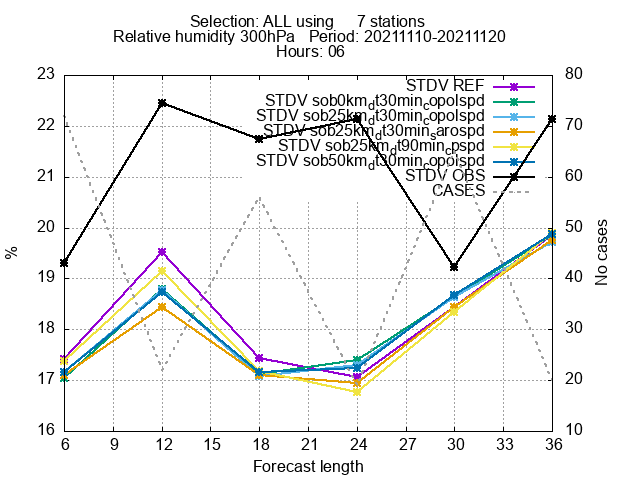 Selection: ALL using 7 stations
Relative humidity 300hPa Period: 20211110-20211120
Hours: 06
23 80
STDV REF
STDV sob0km_dt30min_copolspd
STDV sob25km_dt30min_copolspd
22 70
STDV sob25km_dt30min_sarospd
STDV sob25km_dt90min_cpspd
STDV sob50km_dt30min_copolspd
21 STDV OBS 60
CASES
20 50
% No cases
19 40
18 30
17 20
16 10
6 9 12 15 18 21 24 27 30 33 36
Forecast length